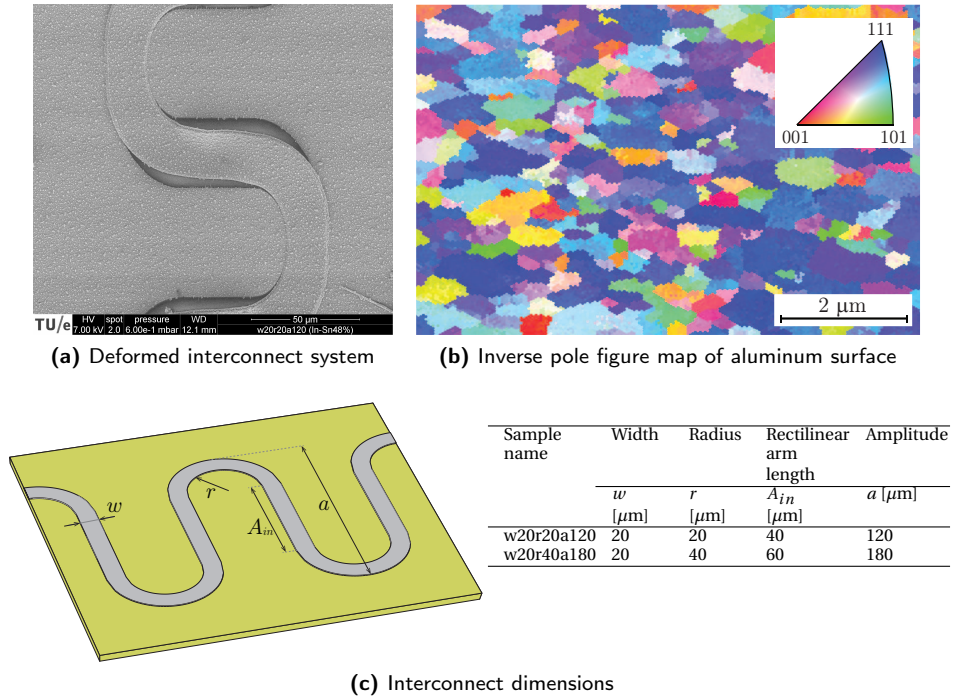 TU/e
HV spot pressure WD 50 µm
7.00 kV 2.0 6.00e-1 mbar 12.1 mm w20r20a120 (In-Sn48%)
(a) Deformed interconnect system
111
001 101
2 µm
(b) Inverse pole figure map of aluminum surface
w
r
A_in
a
Sample name Width Radius Rectilinear arm length Amplitude
w [µm] r [µm] A_in [µm] a [µm]
w20r20a120 20 20 40 120
w20r40a180 20 40 60 180
(c) Interconnect dimensions